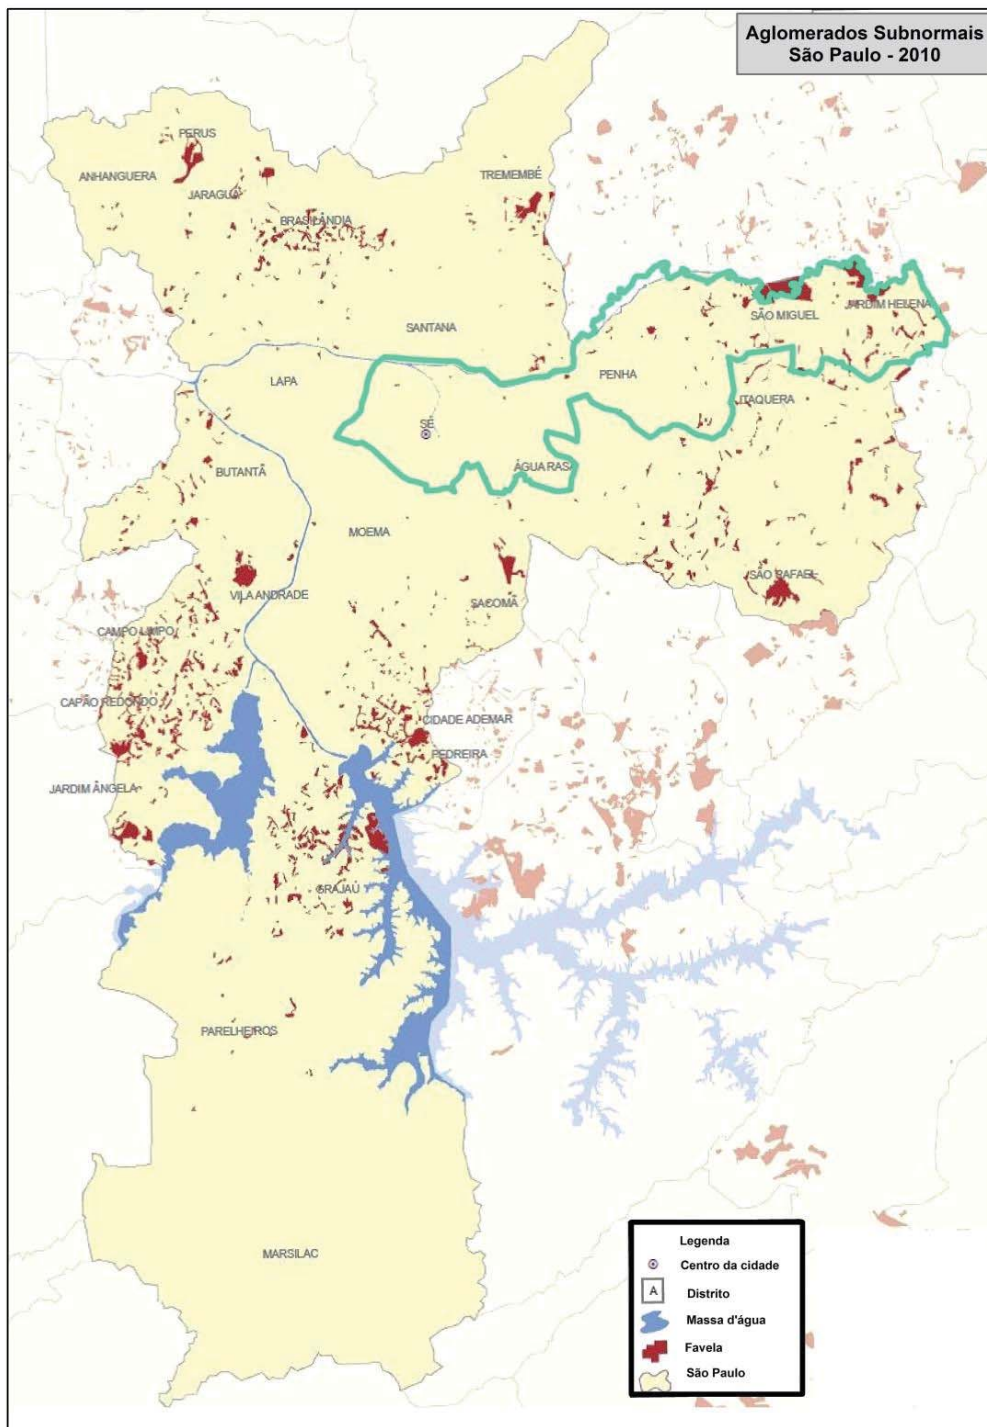 Aglomerados Subnormais
São Paulo - 2010
PERUS
ANHANGUERA
JARAGUÁ
TREMEMBÉ
BRASILÂNDIA
JARDIM HELENA
SÃO MIGUEL
SANTANA
LAPA
PENHA
ITAQUERA
SÉ
ÁGUA RASA
BUTANTÃ
MOEMA
SÃO RAFAEL
VILA ANDRADE
SACOMÃ
CAMPO LIMPO
CAPÃO REDONDO
CIDADE ADEMAR
PEDREIRA
JARDIM ÂNGELA
GRAJAÚ
PARELHEIROS
MARSILAC
Legenda
Centro da cidade
A Distrito
Massa d'água
Favela
São Paulo